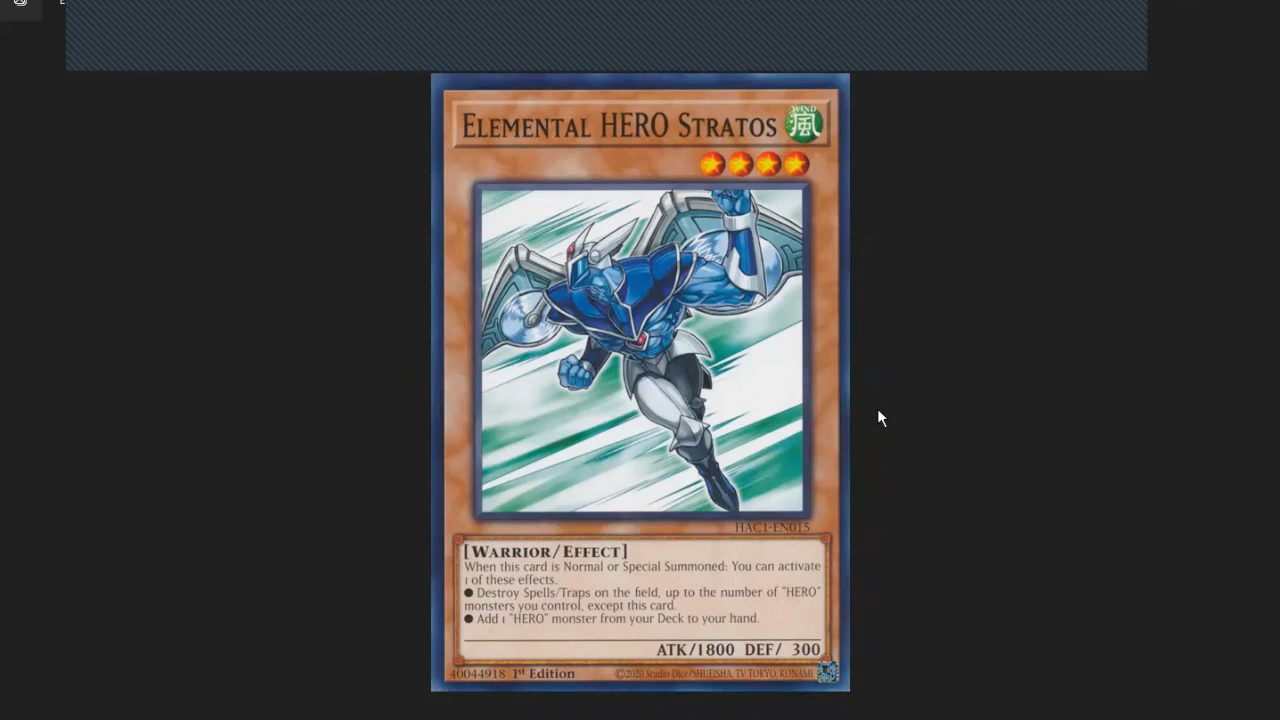 Elemental HERO Stratos
WIND
風
HAC1-EN015
[Warrior/Effect]
When this card is Normal or Special Summoned: You can activate
1 of these effects.
● Destroy Spells/Traps on the field, up to the number of "HERO"
monsters you control, except this card.
● Add 1 "HERO" monster from your Deck to your hand.
ATK/1800 DEF/ 300
40044918 1st Edition ©2020 Studio Dice/SHUEISHA, TV TOKYO, KONAMI